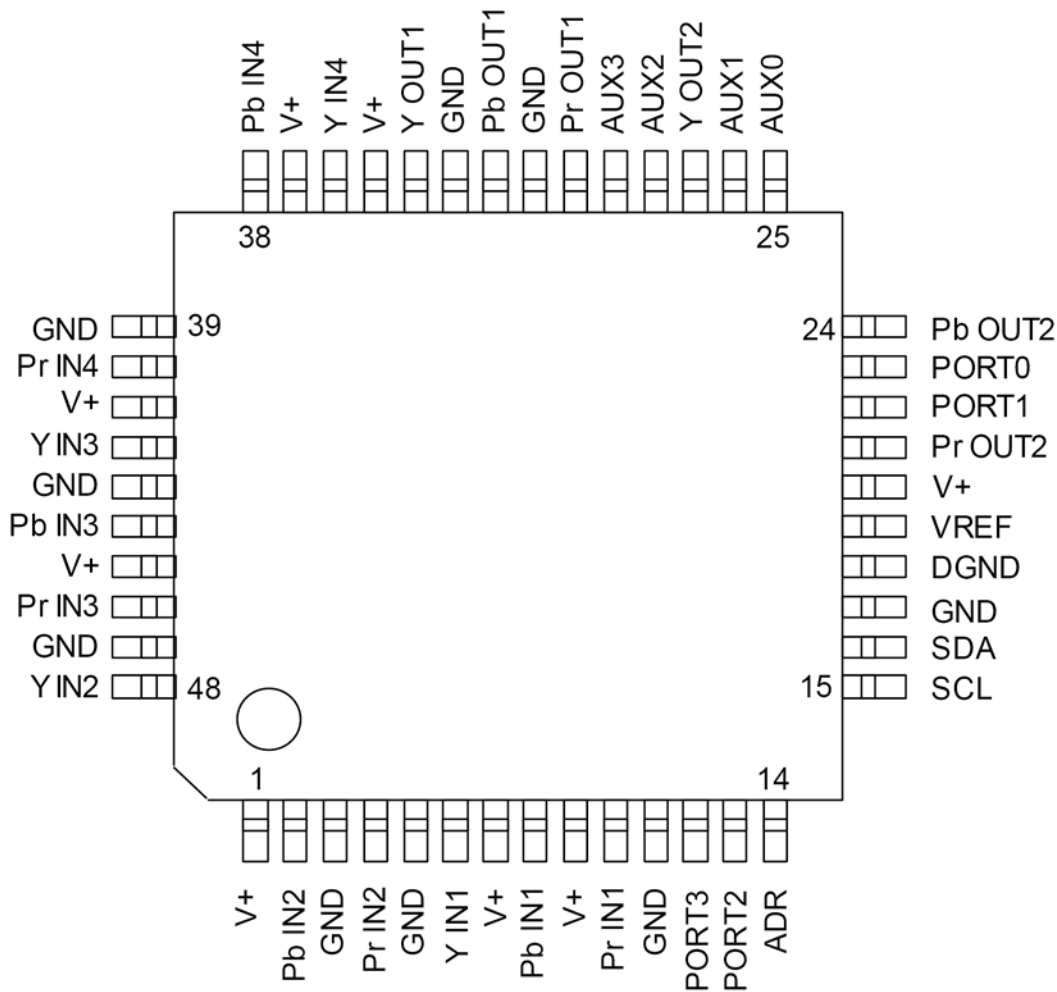 Pb IN4
V+
Y IN4
V+
Y OUT1
GND
Pb OUT1
GND
Pr OUT1
AUX3
AUX2
Y OUT2
AUX1
AUX0
38
25
GND
Pr IN4
V+
Y IN3
GND
Pb IN3
V+
Pr IN3
GND
Y IN2
39
48
24
15
Pb OUT2
PORT0
PORT1
Pr OUT2
V+
VREF
DGND
GND
SDA
SCL
1
14
V+
Pb IN2
GND
Pr IN2
GND
Y IN1
V+
Pb IN1
V+
Pr IN1
GND
PORT3
PORT2
ADR